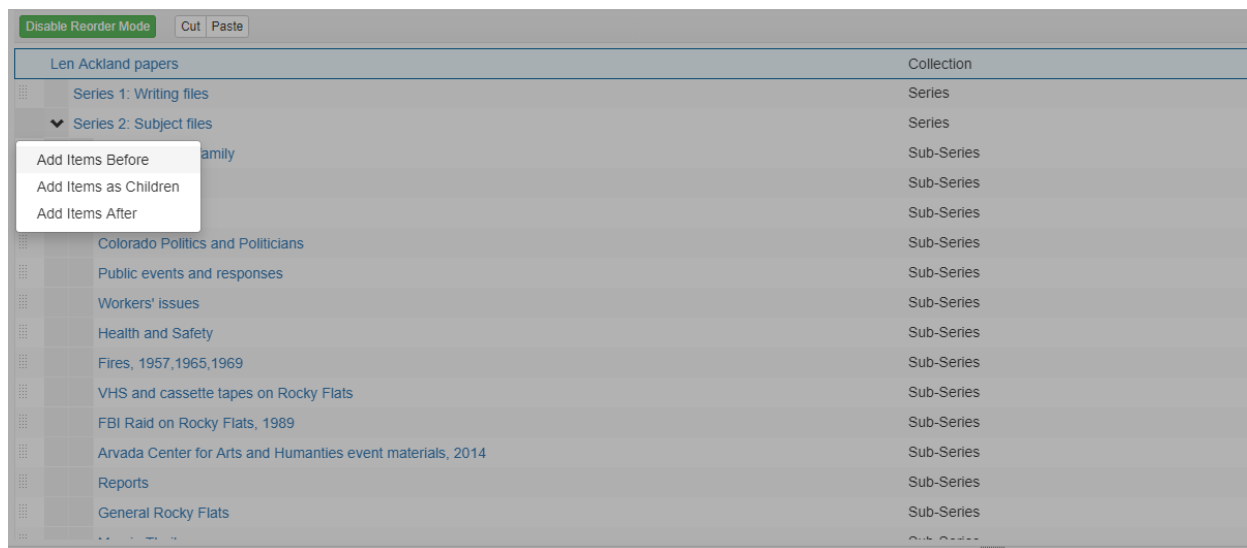 Disable Reorder Mode Cut Paste
Len Ackland papers Collection
Series 1: Writing files Series
Series 2: Subject files Series
amily Sub-Series
Add Items Before
Add Items as Children Sub-Series
Add Items After Sub-Series
Colorado Politics and Politicians Sub-Series
Public events and responses Sub-Series
Workers' issues Sub-Series
Health and Safety Sub-Series
Fires, 1957,1965,1969 Sub-Series
VHS and cassette tapes on Rocky Flats Sub-Series
FBI Raid on Rocky Flats, 1989 Sub-Series
Arvada Center for Arts and Humanties event materials, 2014 Sub-Series
Reports Sub-Series
General Rocky Flats Sub-Series